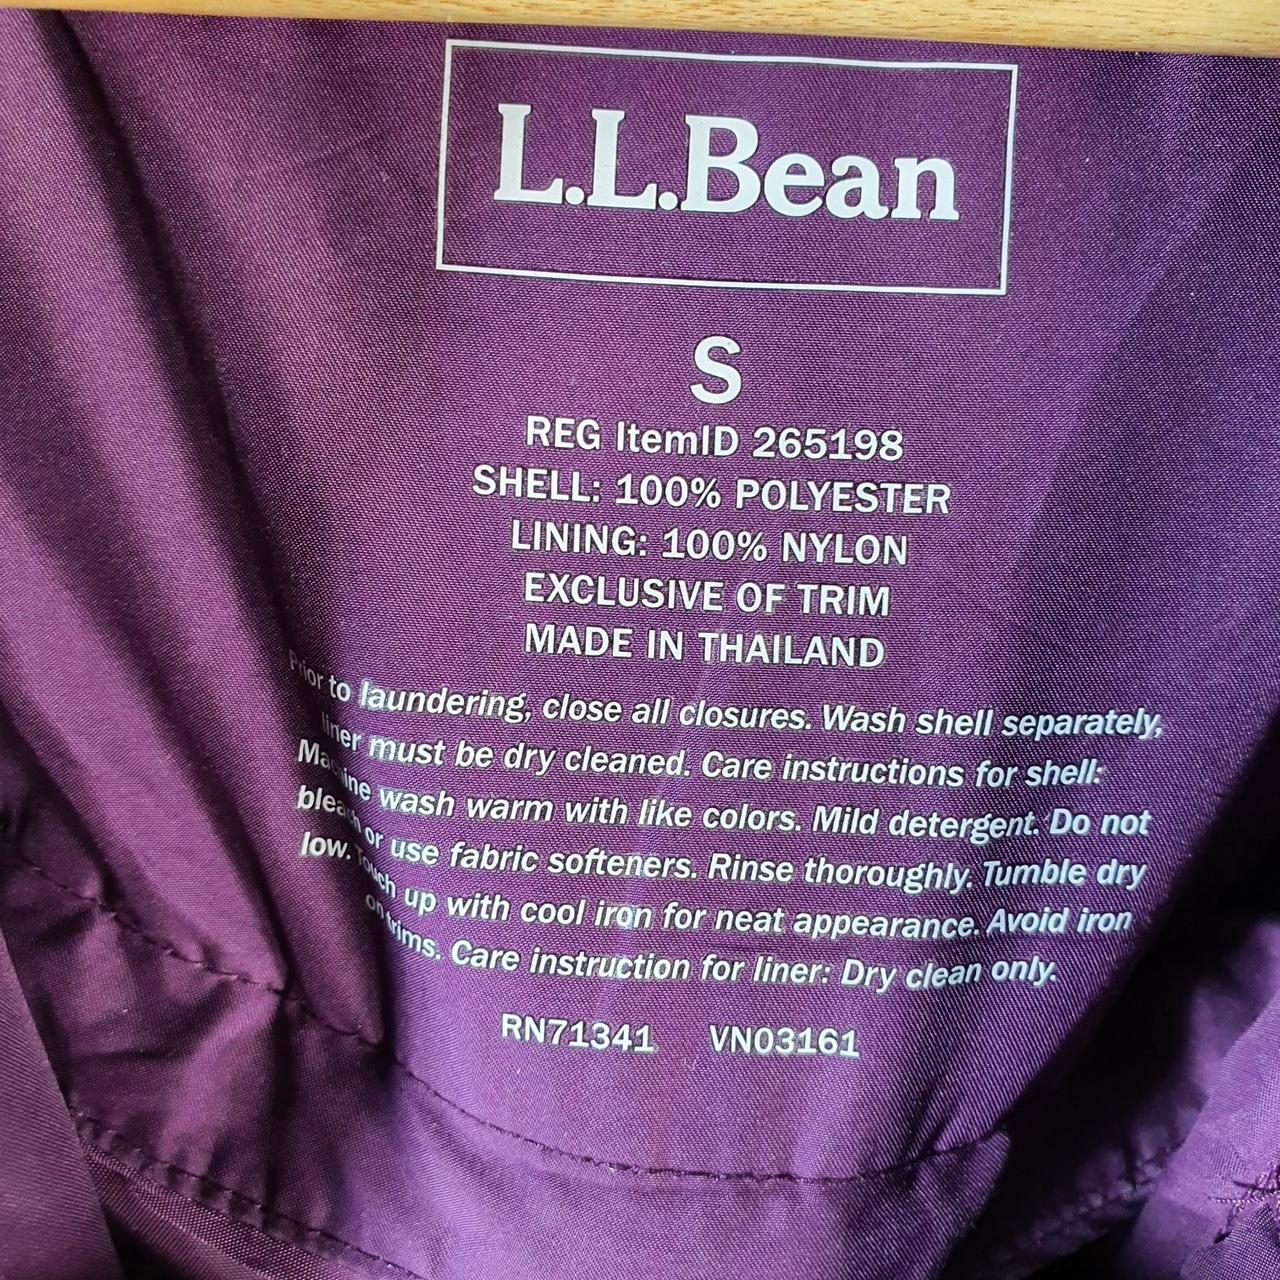 L.L.Bean
S
REG ItemID 265198
SHELL: 100% POLYESTER
LINING: 100% NYLON
EXCLUSIVE OF TRIM
MADE IN THAILAND
Prior to laundering, close all closures. Wash shell separately,
liner must be dry cleaned. Care instructions for shell:
Machine wash warm with like colors. Mild detergent. Do not
bleach or use fabric softeners. Rinse thoroughly. Tumble dry
low. Touch up with cool iron for neat appearance. Avoid iron
on trims. Care instruction for liner: Dry clean only.
RN71341 VN03161